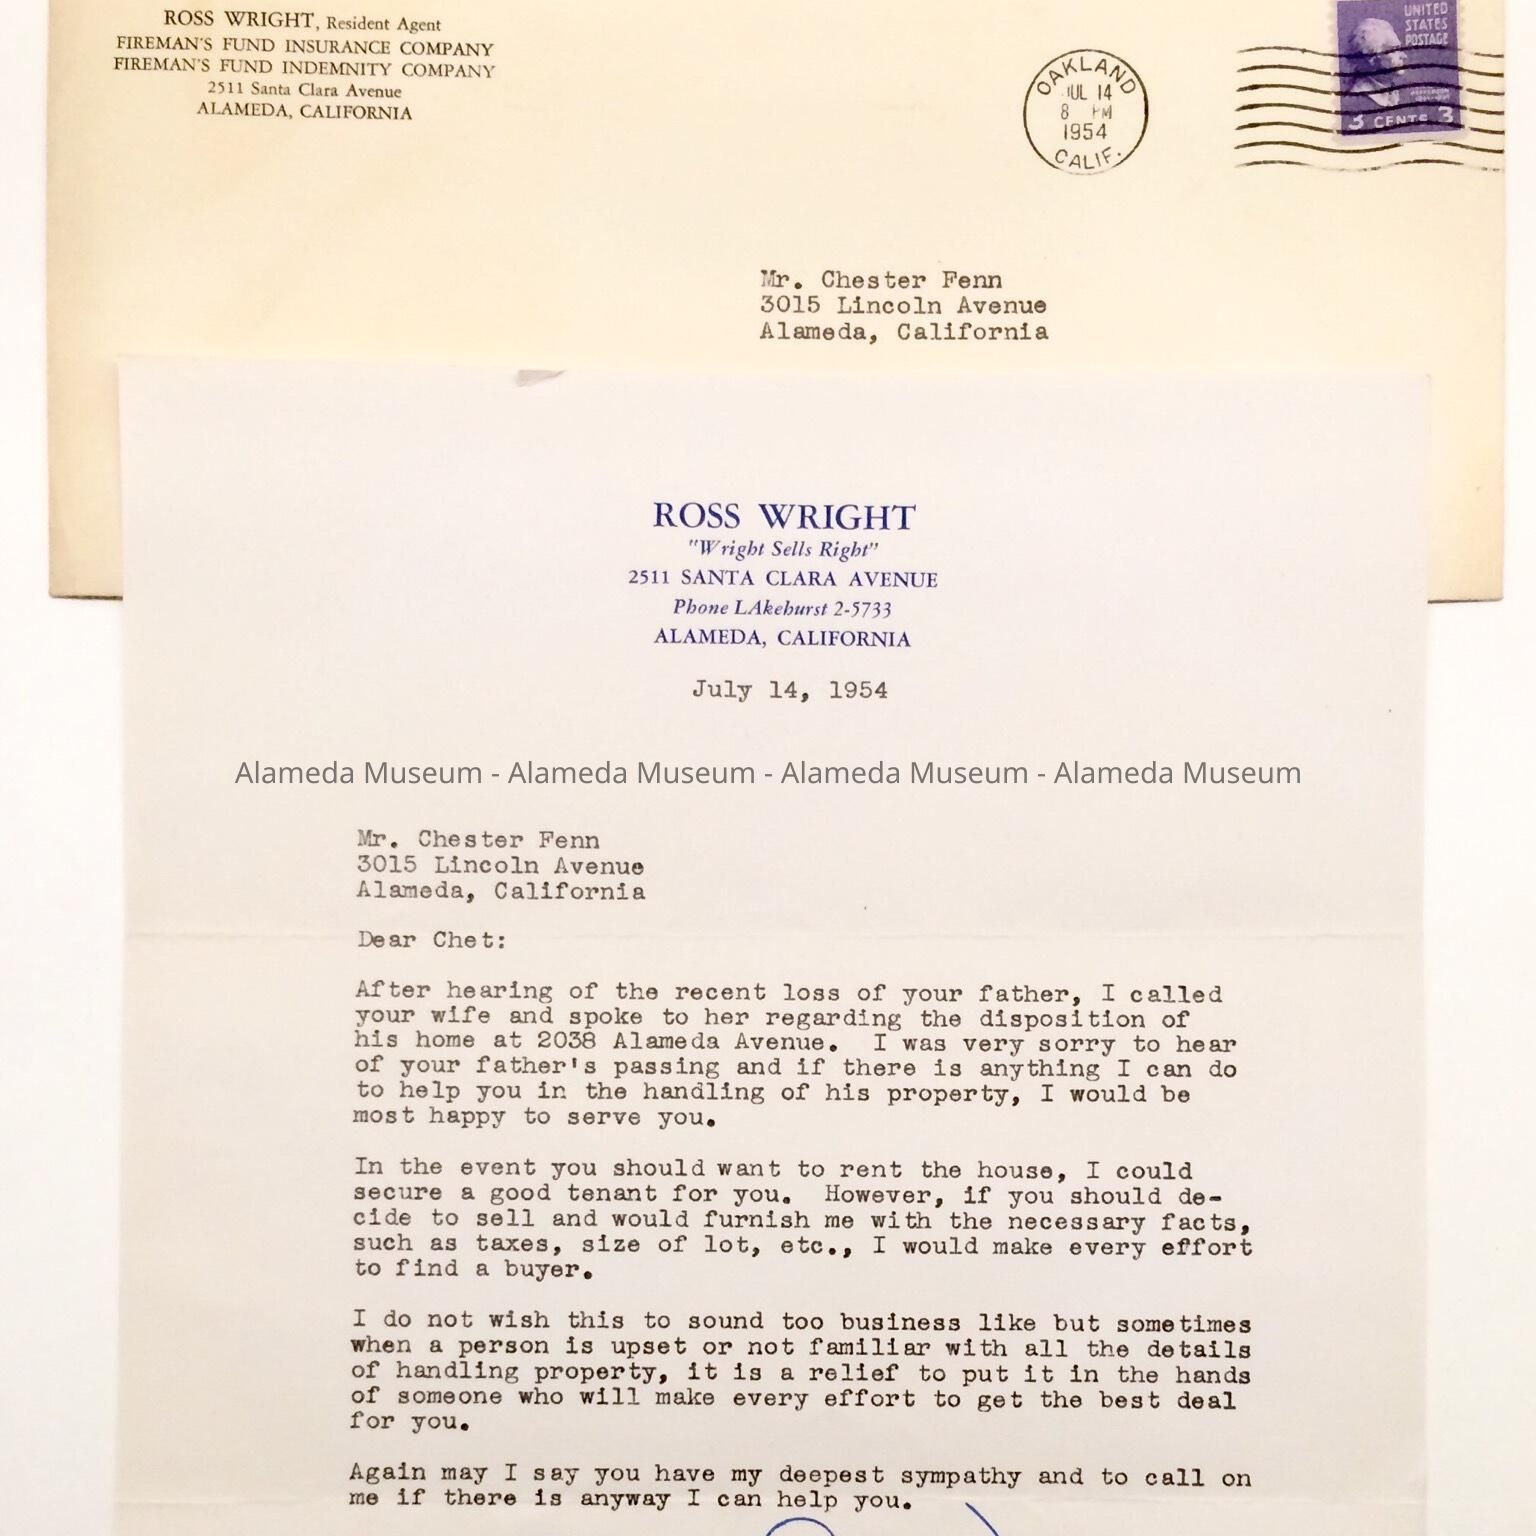 ROSS WRIGHT, Resident Agent
FIREMAN'S FUND INSURANCE COMPANY
FIREMAN'S FUND INDEMNITY COMPANY
2511 Santa Clara Avenue
ALAMEDA, CALIFORNIA
OAKLAND
JUL 14
8 PM
1954
CALIF.
UNITED
STATES
POSTAGE
3 CENTS 3
Mr. Chester Fenn
3015 Lincoln Avenue
Alameda, California
ROSS WRIGHT
"Wright Sells Right"
2511 SANTA CLARA AVENUE
Phone LAkehurst 2-5733
ALAMEDA, CALIFORNIA
July 14, 1954
Alameda Museum - Alameda Museum - Alameda Museum - Alameda Museum
Mr. Chester Fenn
3015 Lincoln Avenue
Alameda, California
Dear Chet:
After hearing of the recent loss of your father, I called
your wife and spoke to her regarding the disposition of
his home at 2038 Alameda Avenue. I was very sorry to hear
of your father's passing and if there is anything I can do
to help you in the handling of his property, I would be
most happy to serve you.
In the event you should want to rent the house, I could
secure a good tenant for you. However, if you should de-
cide to sell and would furnish me with the necessary facts,
such as taxes, size of lot, etc., I would make every effort
to find a buyer.
I do not wish this to sound too business like but sometimes
when a person is upset or not familiar with all the details
of handling property, it is a relief to put it in the hands
of someone who will make every effort to get the best deal
for you.
Again may I say you have my deepest sympathy and to call on
me if there is anyway I can help you.